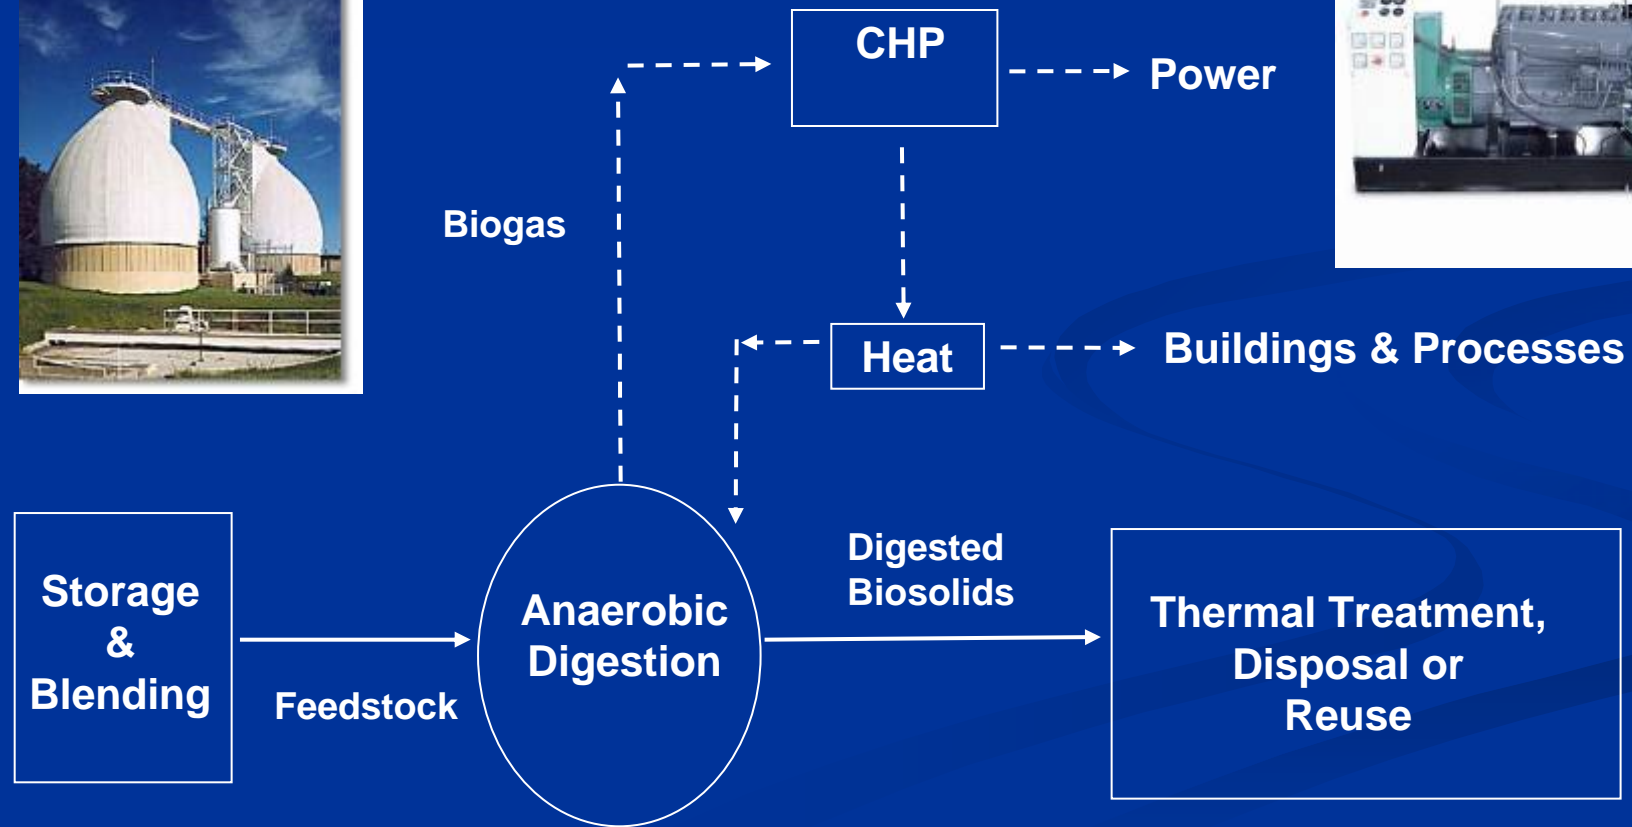 CHP
Power
Biogas
Heat
Buildings & Processes
Storage
&
Blending
Feedstock
Anaerobic
Digestion
Digested
Biosolids
Thermal Treatment,
Disposal or
Reuse